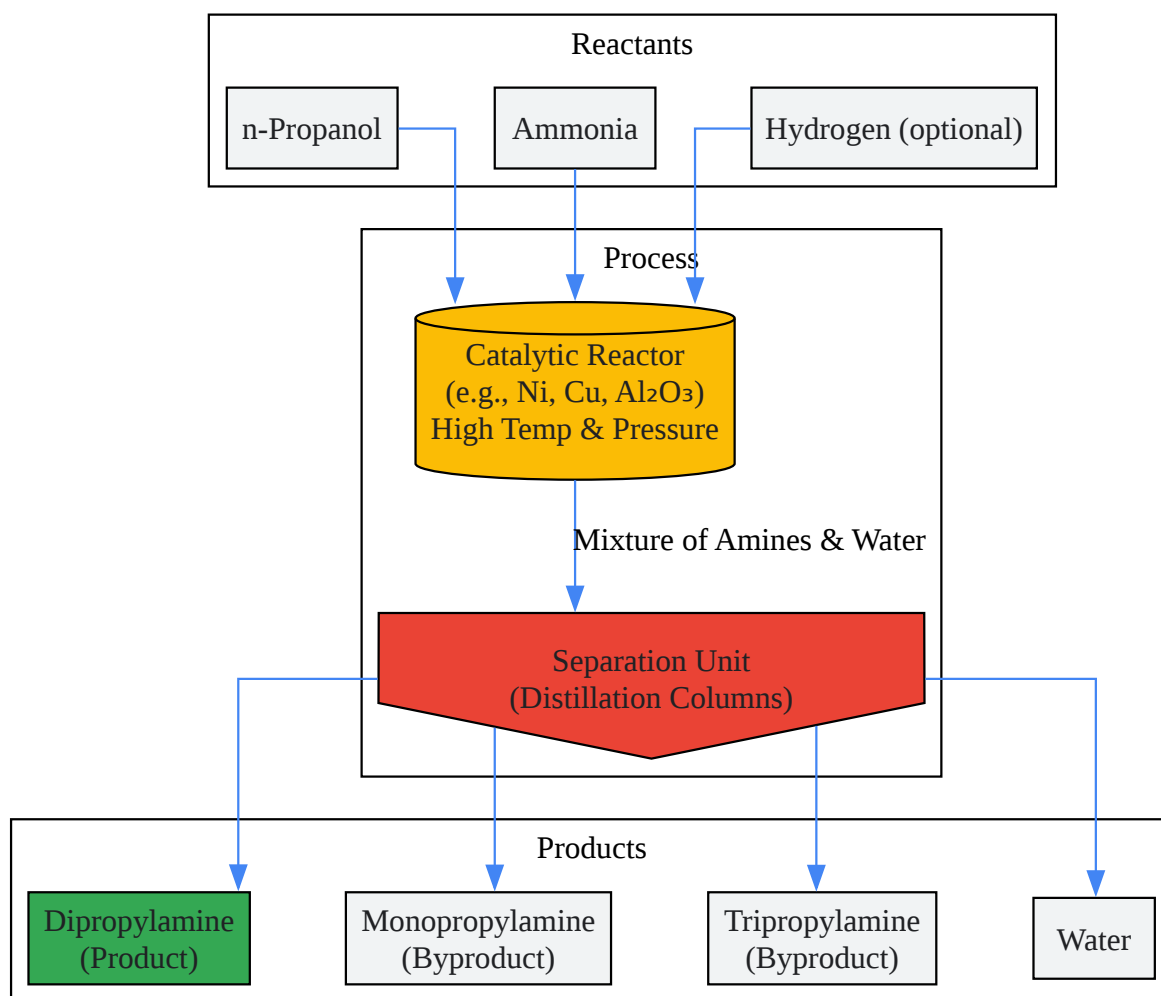 Reactants
n-Propanol
Ammonia
Hydrogen (optional)
Process
Catalytic Reactor
(e.g., Ni, Cu, Al₂O₃)
High Temp & Pressure
Mixture of Amines & Water
Separation Unit
(Distillation Columns)
Products
Dipropylamine
(Product)
Monopropylamine
(Byproduct)
Tripropylamine
(Byproduct)
Water